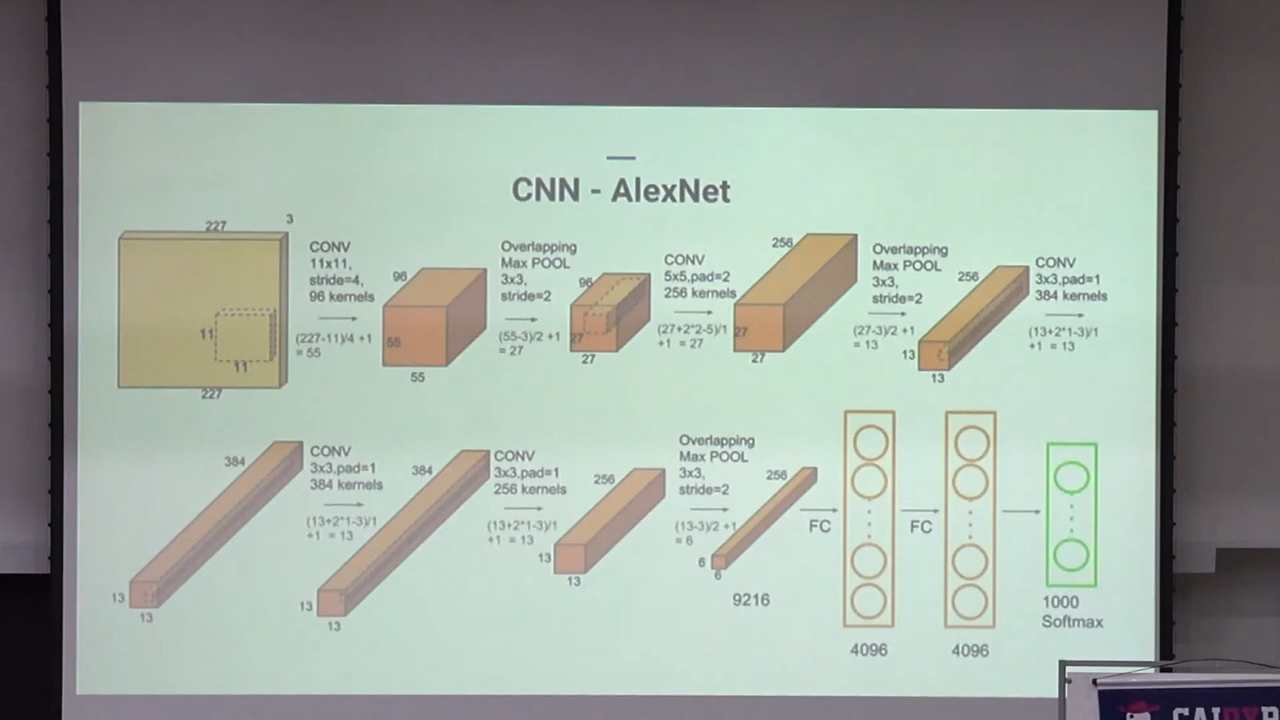 CNN - AlexNet
227
3
11
11
227
CONV
11x11,
stride=4,
96 kernels
(227-11)/4 +1
= 55
96
55
55
Overlapping
Max POOL
3x3,
stride=2
(55-3)/2 +1
= 27
96
27
27
CONV
5x5,pad=2
256 kernels
(27+2*2-5)/1
+1 = 27
256
27
27
Overlapping
Max POOL
3x3,
stride=2
(27-3)/2 +1
= 13
256
13
13
CONV
3x3,pad=1
384 kernels
(13+2*1-3)/1
+1 = 13
384
13
13
CONV
3x3,pad=1
384 kernels
(13+2*1-3)/1
+1 = 13
384
13
13
CONV
3x3,pad=1
256 kernels
(13+2*1-3)/1
+1 = 13
256
13
13
Overlapping
Max POOL
3x3,
stride=2
(13-3)/2 +1
= 6
256
6
6
9216
FC
4096
FC
4096
1000
Softmax